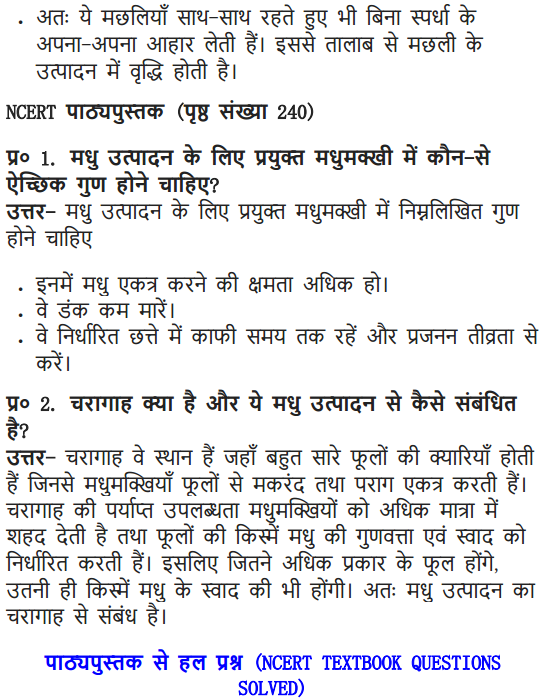 • अतः ये मछलियाँ साथ-साथ रहते हुए भी बिना स्पर्धा के
अपना-अपना आहार लेती हैं। इससे तालाब से मछली के
उत्पादन में वृद्धि होती है।
NCERT पाठ्यपुस्तक (पृष्ठ संख्या 240)
प्र० 1. मधु उत्पादन के लिए प्रयुक्त मधुमक्खी में कौन-से
ऐच्छिक गुण होने चाहिए?
उत्तर- मधु उत्पादन के लिए प्रयुक्त मधुमक्खी में निम्नलिखित गुण
होने चाहिए
• इनमें मधु एकत्र करने की क्षमता अधिक हो।
• वे डंक कम मारें।
• वे निर्धारित छत्ते में काफी समय तक रहें और प्रजनन तीव्रता से
करें।
प्र० 2. चरागाह क्या है और ये मधु उत्पादन से कैसे संबंधित
है?
उत्तर- चरागाह वे स्थान हैं जहाँ बहुत सारे फूलों की क्यारियाँ होती
हैं जिनसे मधुमक्खियाँ फूलों से मकरंद तथा पराग एकत्र करती हैं।
चरागाह की पर्याप्त उपलब्धता मधुमक्खियों को अधिक मात्रा में
शहद देती है तथा फूलों की किस्में मधु की गुणवत्ता एवं स्वाद को
निर्धारित करती हैं। इसलिए जितने अधिक प्रकार के फूल होंगे,
उतनी ही किस्में मधु के स्वाद की भी होंगी। अतः मधु उत्पादन का
चरागाह से संबंध है।
पाठ्यपुस्तक से हल प्रश्न (NCERT TEXTBOOK QUESTIONS
SOLVED)